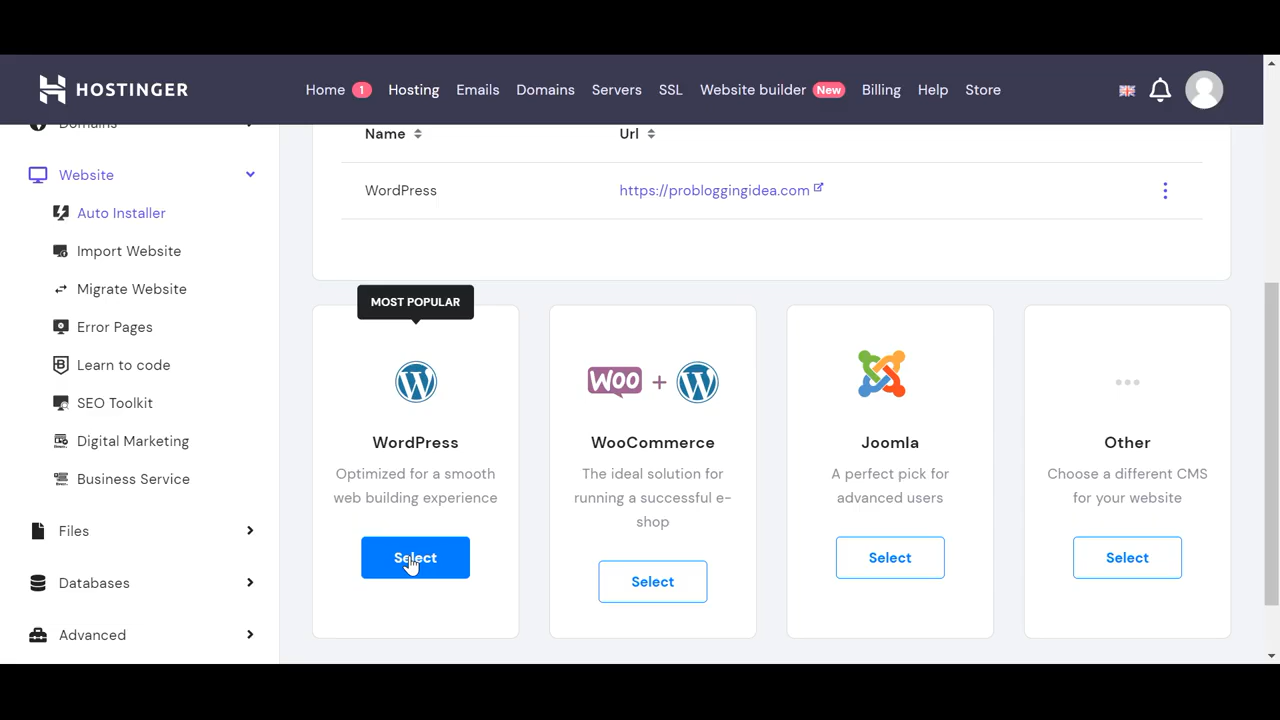 HOSTINGER
Home 1 Hosting Emails Domains Servers SSL Website builder New Billing Help Store
Domains
Website
Auto Installer
Import Website
Migrate Website
Error Pages
Learn to code
SEO Toolkit
Digital Marketing
Business Service
Files
Databases
Advanced
Name Url
WordPress https://probloggingidea.com
MOST POPULAR
WordPress
Optimized for a smooth
web building experience
Select
WOO +
WooCommerce
The ideal solution for
running a successful e-
shop
Select
Joomla
A perfect pick for
advanced users
Select
Other
Choose a different CMS
for your website
Select